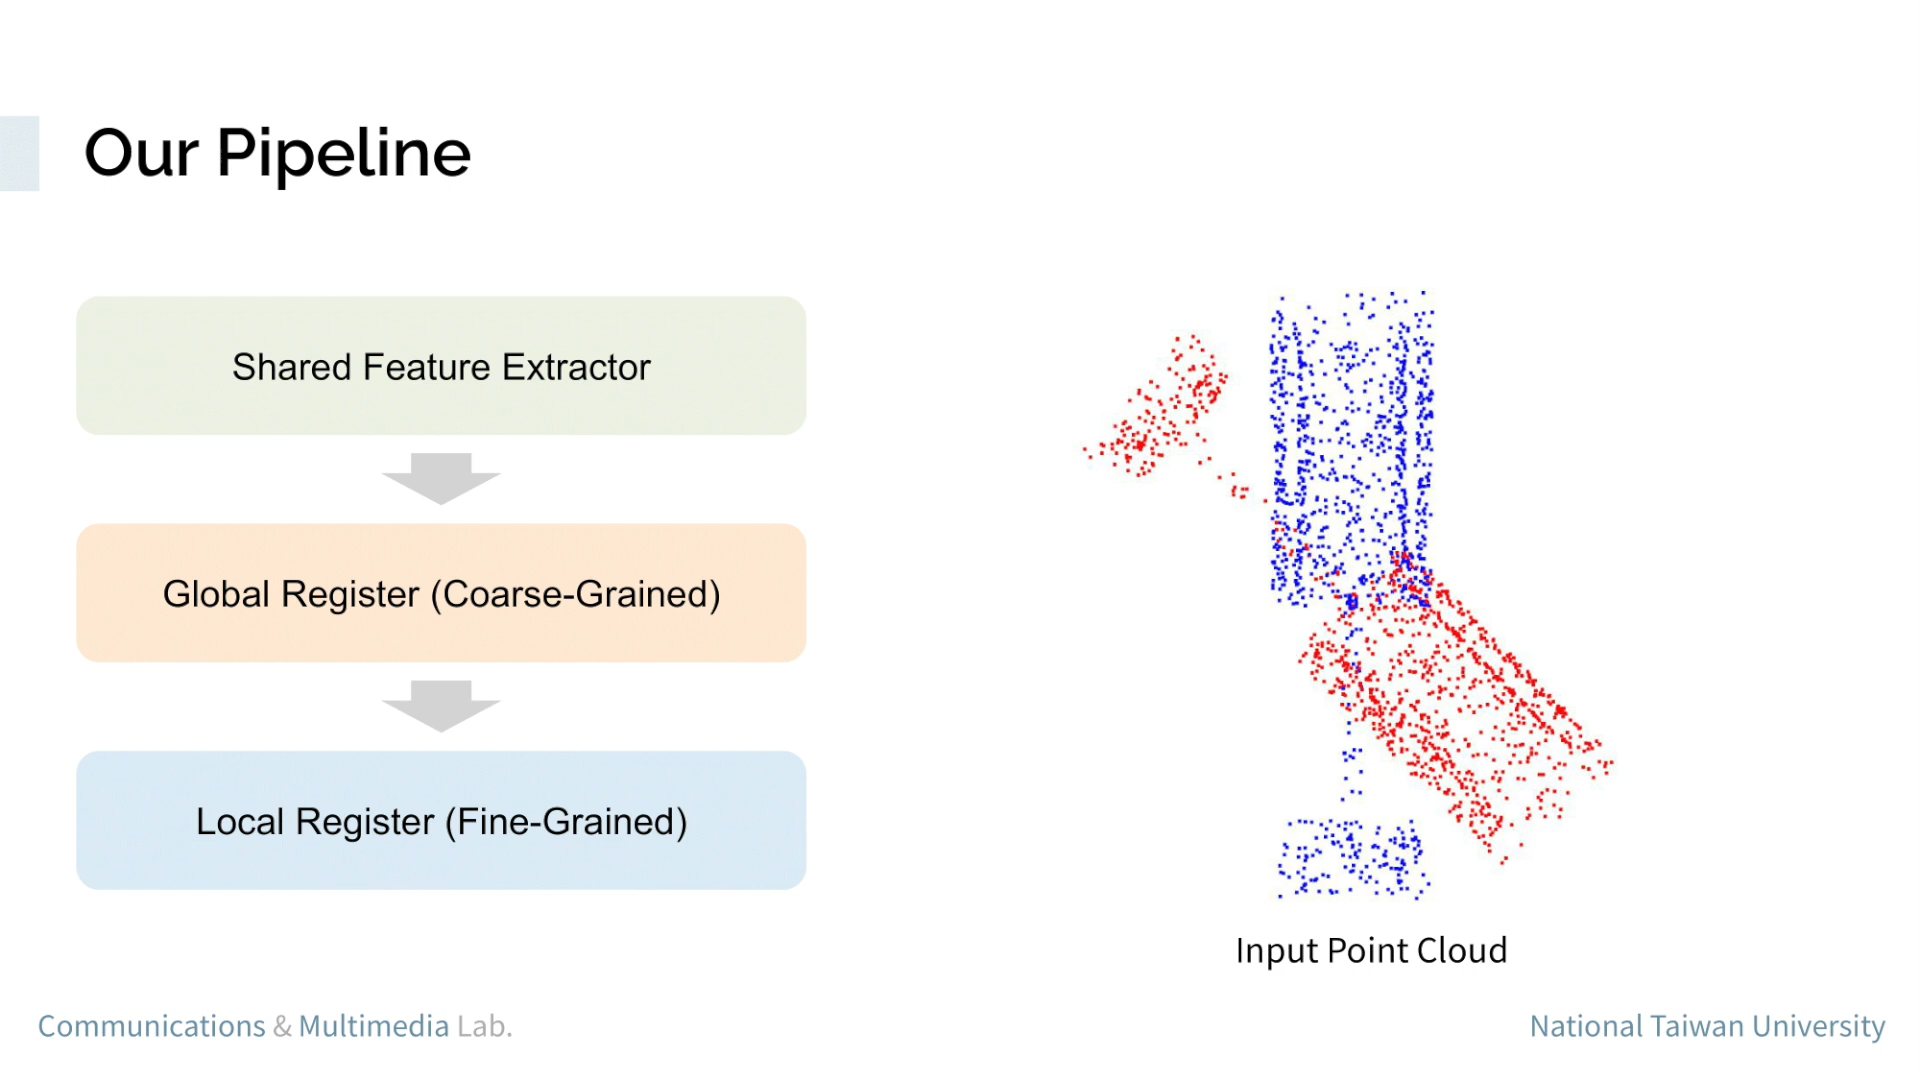 Our Pipeline
Shared Feature Extractor
Global Register (Coarse-Grained)
Local Register (Fine-Grained)
Input Point Cloud
Communications & Multimedia Lab.
National Taiwan University